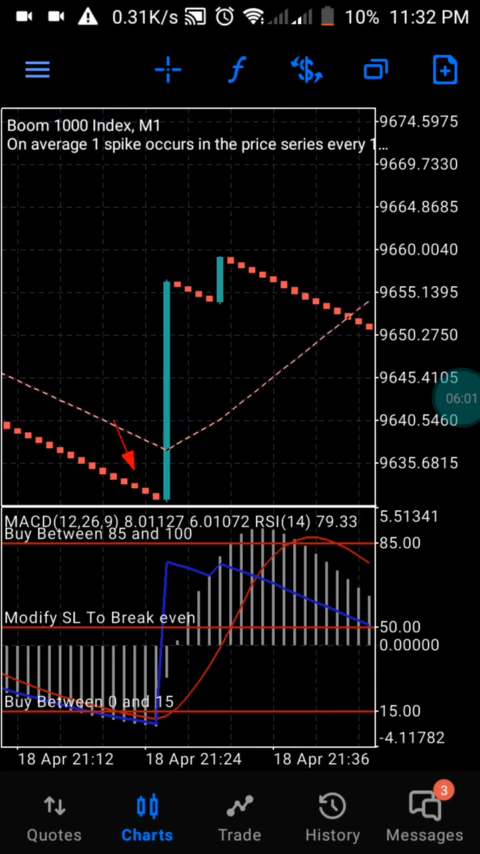 0.31K/s 10% 11:32 PM
Boom 1000 Index, M1
On average 1 spike occurs in the price series every 1...
9674.5975
9669.7330
9664.8685
9660.0040
9655.1395
9650.2750
9645.4105
06:01
9640.5460
9635.6815
MACD(12,26,9) 8.01127 6.01072 RSI(14) 79.33
5.51341
Buy Between 85 and 100
85.00
Modify SL To Break even
50.00
0.00000
Buy Between 0 and 15
15.00
-4.11782
18 Apr 21:12 18 Apr 21:24 18 Apr 21:36
3
Quotes Charts Trade History Messages